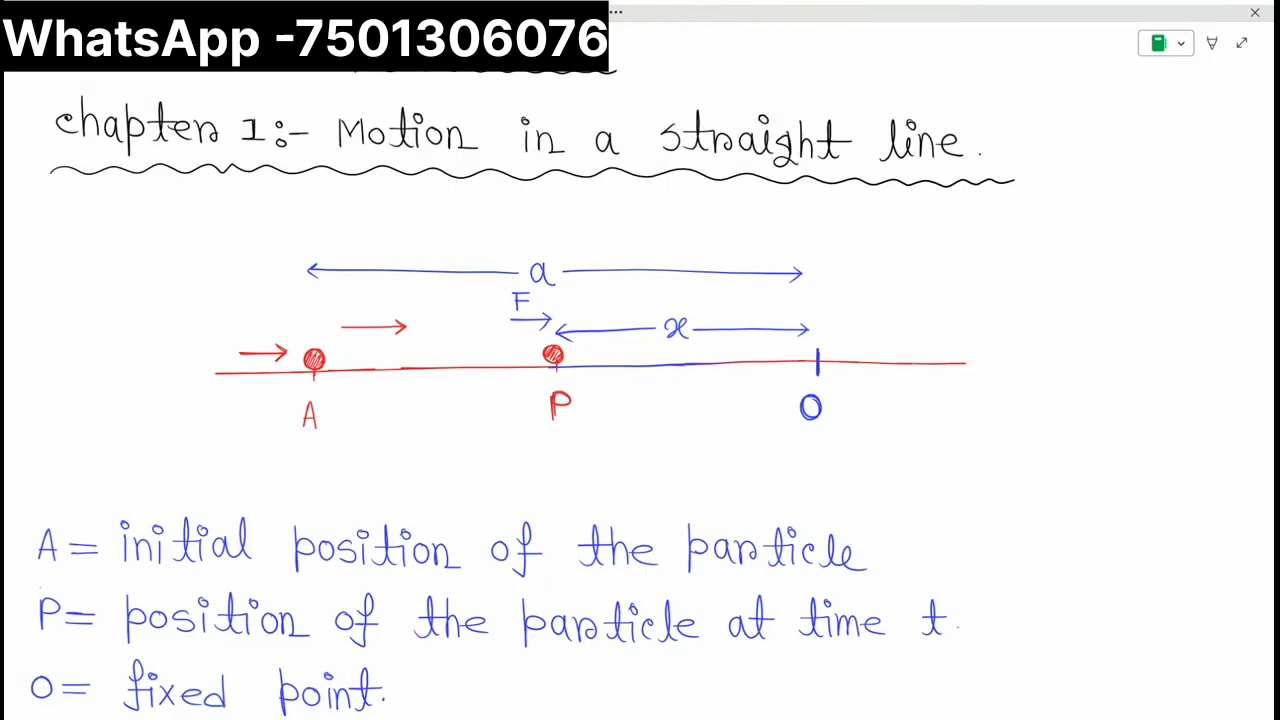 WhatsApp -7501306076
chapter 1:- Motion in a straight line.
a
F
x
A
P
O
A = initial position of the particle
P = position of the particle at time t.
O = fixed point.